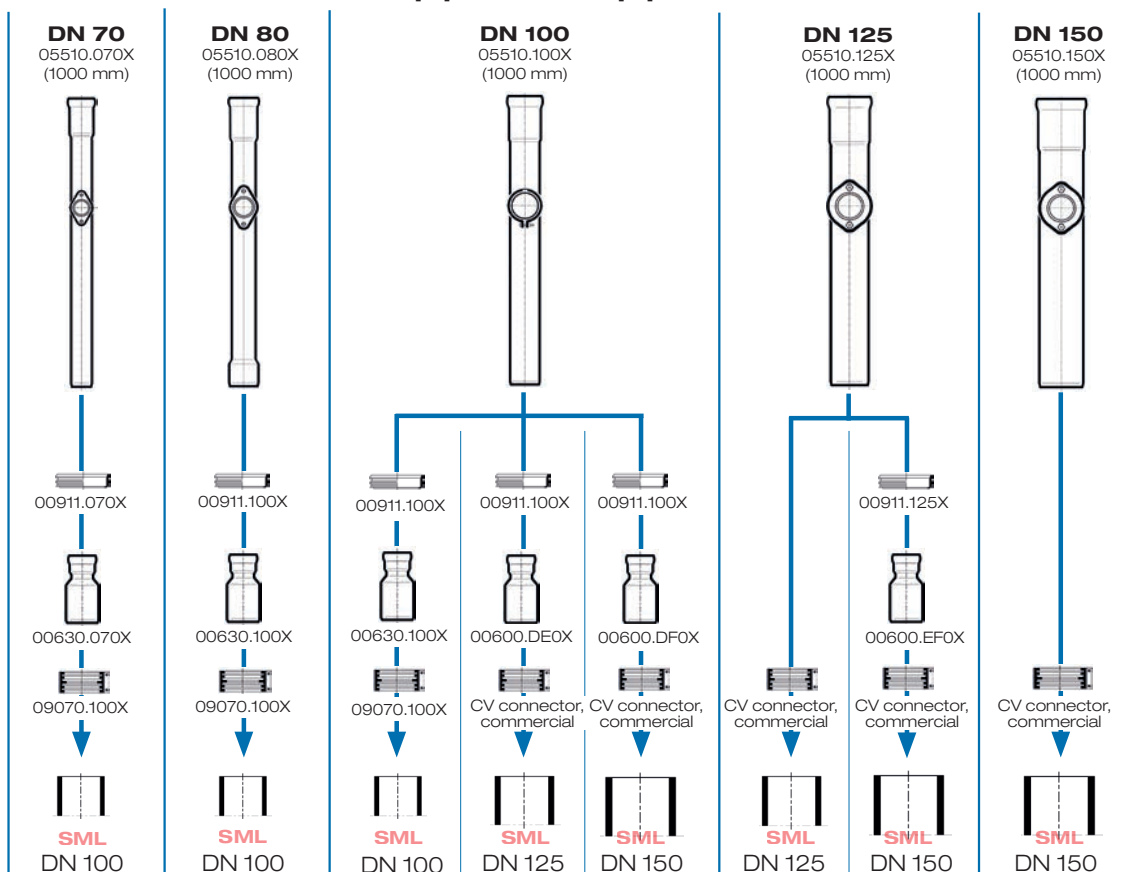 DN 70
05510.070X
(1000 mm)
DN 80
05510.080X
(1000 mm)
DN 100
05510.100X
(1000 mm)
DN 125
05510.125X
(1000 mm)
DN 150
05510.150X
(1000 mm)
00911.070X
00911.100X
00911.100X
00911.100X
00911.100X
00911.125X
00630.070X
00630.100X
00630.100X
00600.DE0X
00600.DF0X
00600.EF0X
09070.100X
09070.100X
09070.100X
CV connector,
commercial
CV connector,
commercial
CV connector,
commercial
CV connector,
commercial
CV connector,
commercial
SML
DN 100
SML
DN 100
SML
DN 100
SML
DN 125
SML
DN 150
SML
DN 125
SML
DN 150
SML
DN 150